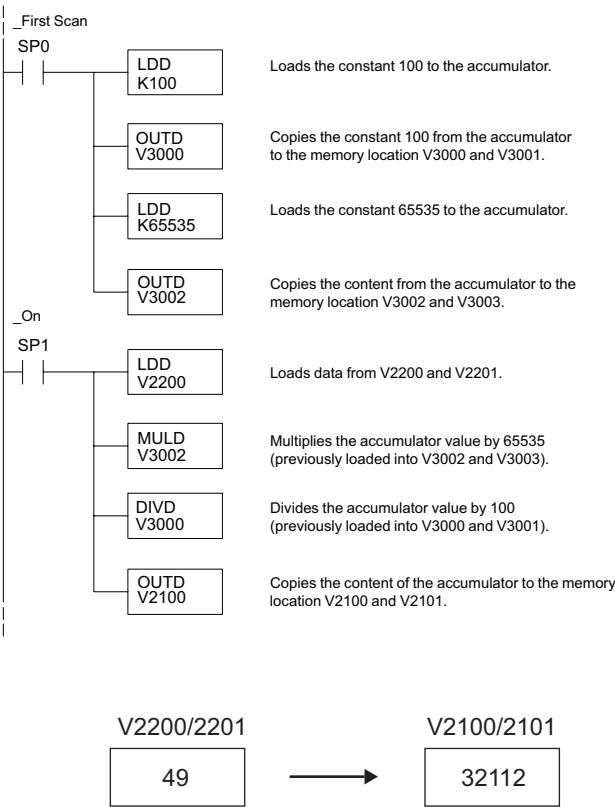 _First Scan
SP0
LDD
K100
Loads the constant 100 to the accumulator.
OUTD
V3000
Copies the constant 100 from the accumulator
to the memory location V3000 and V3001.
LDD
K65535
Loads the constant 65535 to the accumulator.
OUTD
V3002
Copies the content from the accumulator to the
memory location V3002 and V3003.
_On
SP1
LDD
V2200
Loads data from V2200 and V2201.
MULD
V3002
Multiplies the accumulator value by 65535
(previously loaded into V3002 and V3003).
DIVD
V3000
Divides the accumulator value by 100
(previously loaded into V3000 and V3001).
OUTD
V2100
Copies the content of the accumulator to the memory
location V2100 and V2101.
V2200/2201
V2100/2101
49
32112